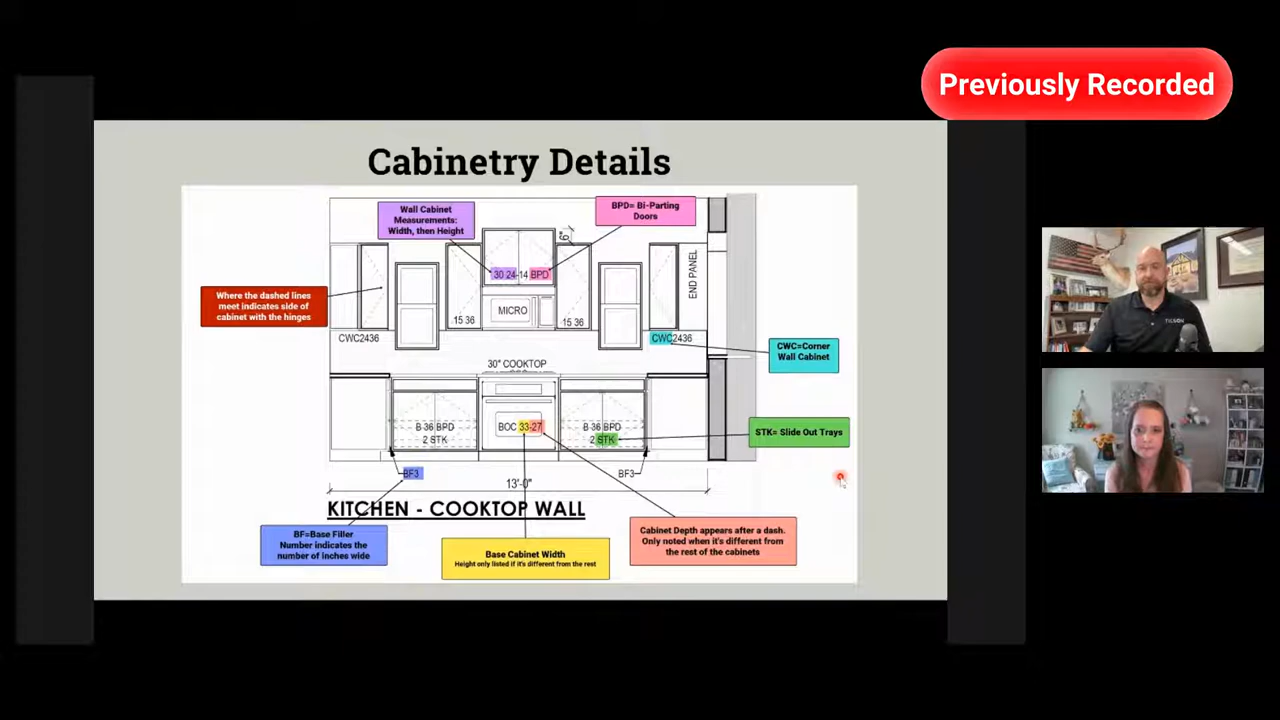 Previously Recorded
Cabinetry Details
Wall Cabinet
Measurements:
Width, then Height
BPD= Bi-Parting
Doors
6"
30 24-14 BPD
END PANEL
Where the dashed lines
meet indicates side of
cabinet with the hinges
MICRO
15 36
15 36
CWC2436
CWC2436
CWC=Corner
Wall Cabinet
30" COOKTOP
B 36 BPD
2 STK
BOC 33-27
B 36 BPD
2 STK
STK= Slide Out Trays
BF3
BF3
13'-0"
KITCHEN - COOKTOP WALL
BF=Base Filler
Number indicates the
number of inches wide
Base Cabinet Width
Height only listed if it's different from the rest
Cabinet Depth appears after a dash.
Only noted when it's different from
the rest of the cabinets